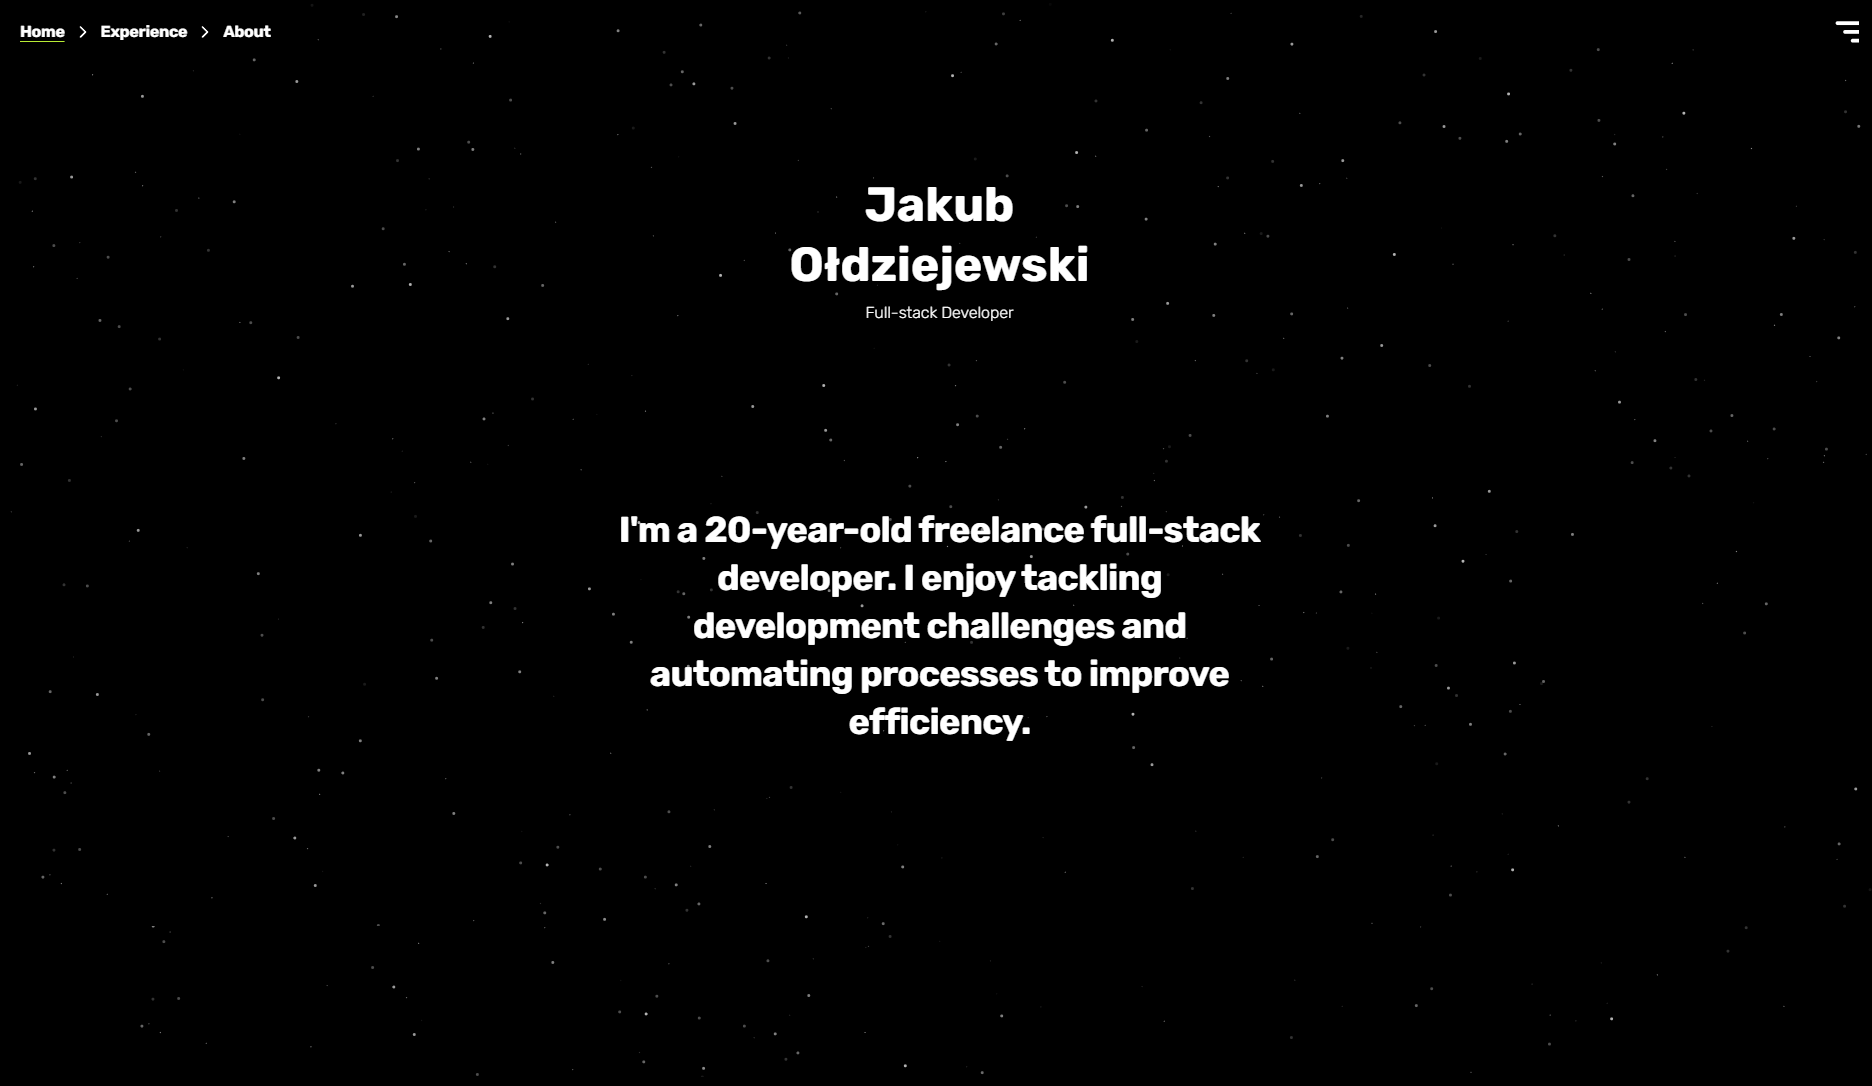 Home > Experience > About
Jakub
Ołdziejewski
Full-stack Developer
I'm a 20-year-old freelance full-stack
developer. I enjoy tackling
development challenges and
automating processes to improve
efficiency.